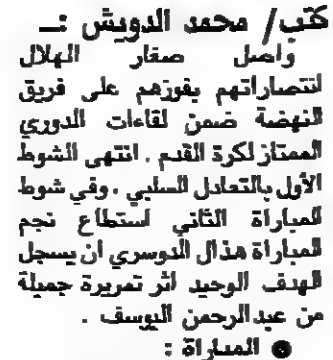 كتب/ محمد الدويش :ـ
واصل صغار الهلال
انتصاراتهم بفوزهم على فريق
النهضة ضمن لقاءات الدوري
الممتاز لكرة القدم . انتهى الشوط
الأول بالتعادل السلبي . وفي شوط
المباراة الثاني استطاع نجم
المباراة هذال الدوسري ان يسجل
الهدف الوحيد اثر تمريرة جميلة
من عبدالرحمن اليوسف .
● المباراة :